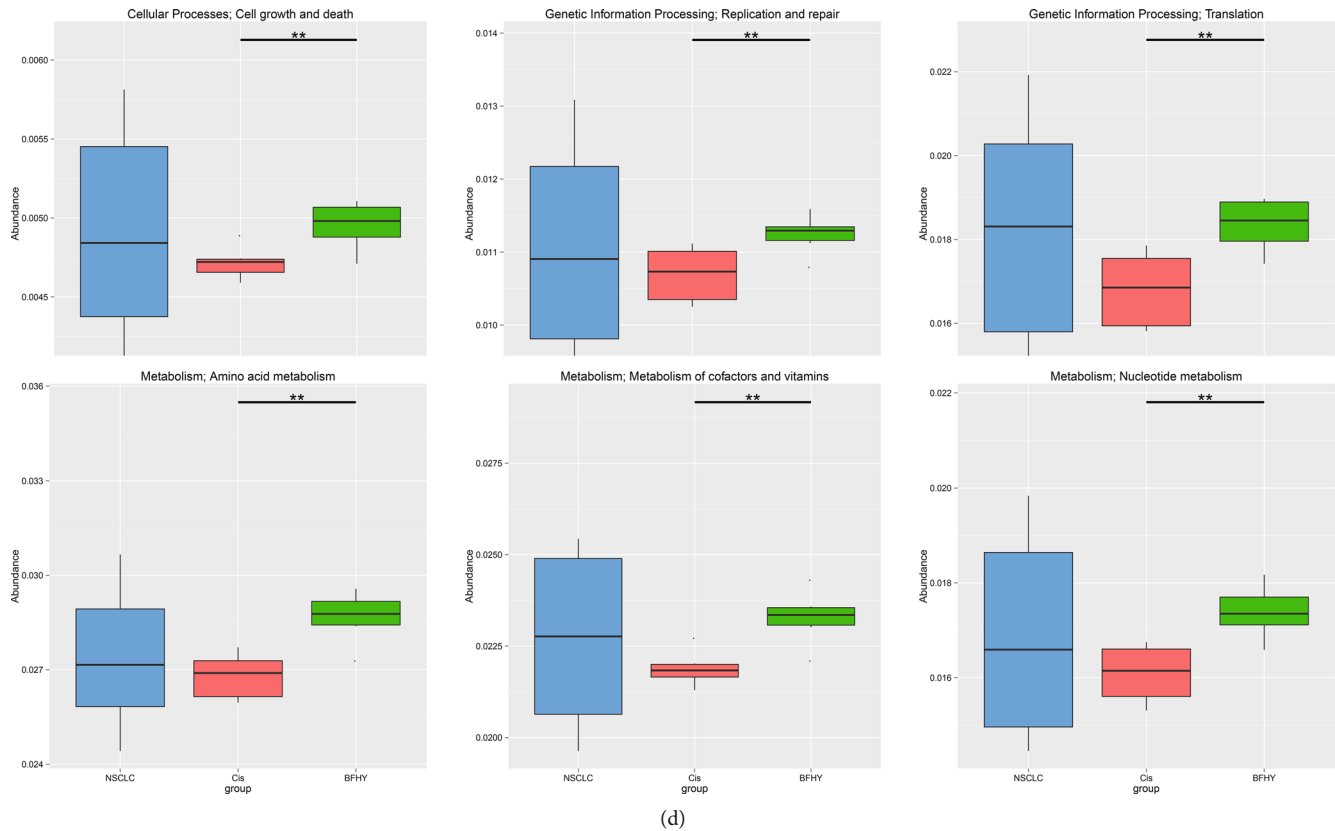 Cellular Processes; Cell growth and death
**
0.0060
0.0055
0.0050
0.0045
Abundance
Genetic Information Processing; Replication and repair
**
0.014
0.013
0.012
0.011
0.010
Abundance
Genetic Information Processing; Translation
**
0.022
0.020
0.018
0.016
Abundance
Metabolism; Amino acid metabolism
**
0.036
0.033
0.030
0.027
0.024
Abundance
NSCLC Cis BFHY
group
Metabolism; Metabolism of cofactors and vitamins
**
0.0275
0.0250
0.0225
0.0200
Abundance
NSCLC Cis BFHY
group
Metabolism; Nucleotide metabolism
**
0.022
0.020
0.018
0.016
Abundance
NSCLC Cis BFHY
group
(d)